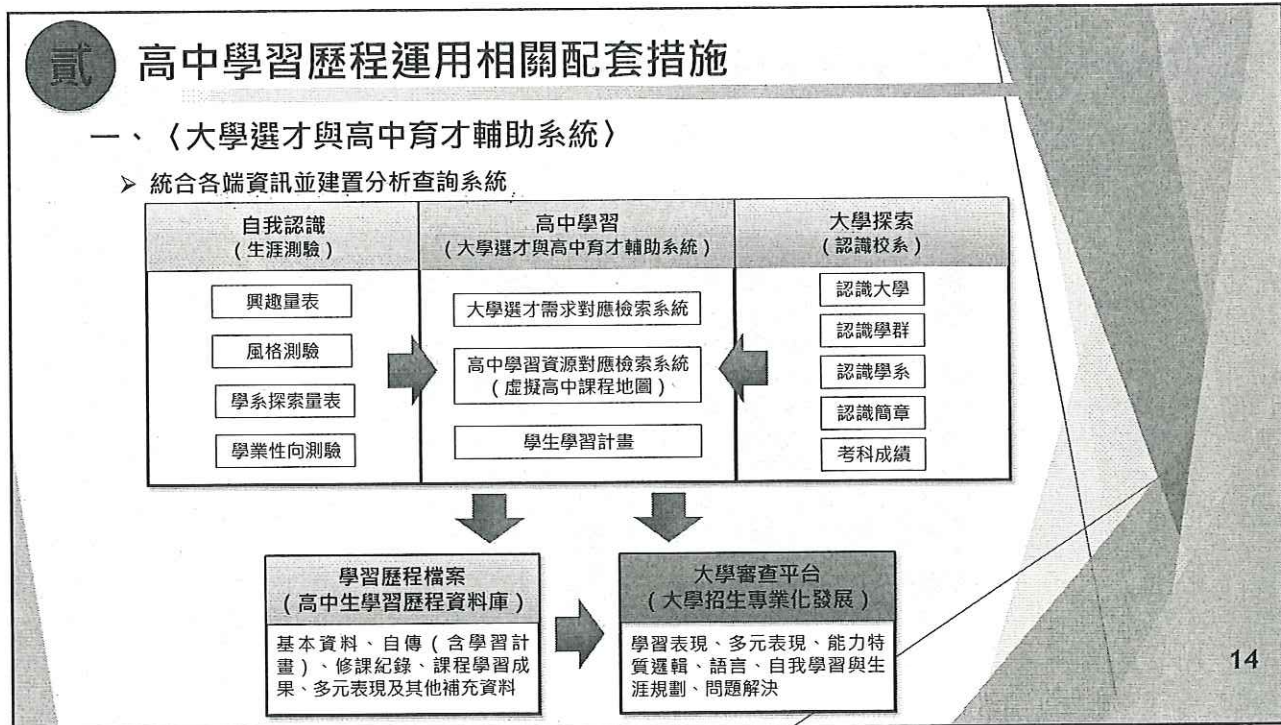 貳 高中學習歷程運用相關配套措施
一、〈大學選才與高中育才輔助系統〉
➢ 統合各端資訊並建置分析查詢系統
自我認識
（生涯測驗）
興趣量表
風格測驗
學系探索量表
學業性向測驗
高中學習
（大學選才與高中育才輔助系統）
大學選才需求對應檢索系統
高中學習資源對應檢索系統
（虛擬高中課程地圖）
學生學習計畫
大學探索
（認識校系）
認識大學
認識學群
認識學系
認識簡章
考科成績
學習歷程檔案
（高中生學習歷程資料庫）
基本資料、自傳（含學習計
畫）、修課紀錄、課程學習成
果、多元表現及其他補充資料
大學審查平台
（大學招生專業化發展）
學習表現、多元表現、能力特
質邏輯、語言、自我學習與生
涯規劃、問題解決
14